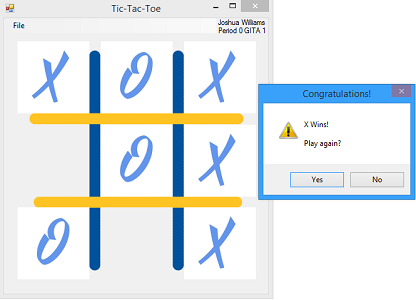 Tic-Tac-Toe
File
Joshua Williams
Period 0 GITA 1
X O X
O X
O X
Congratulations!
X Wins!
Play again?
Yes No